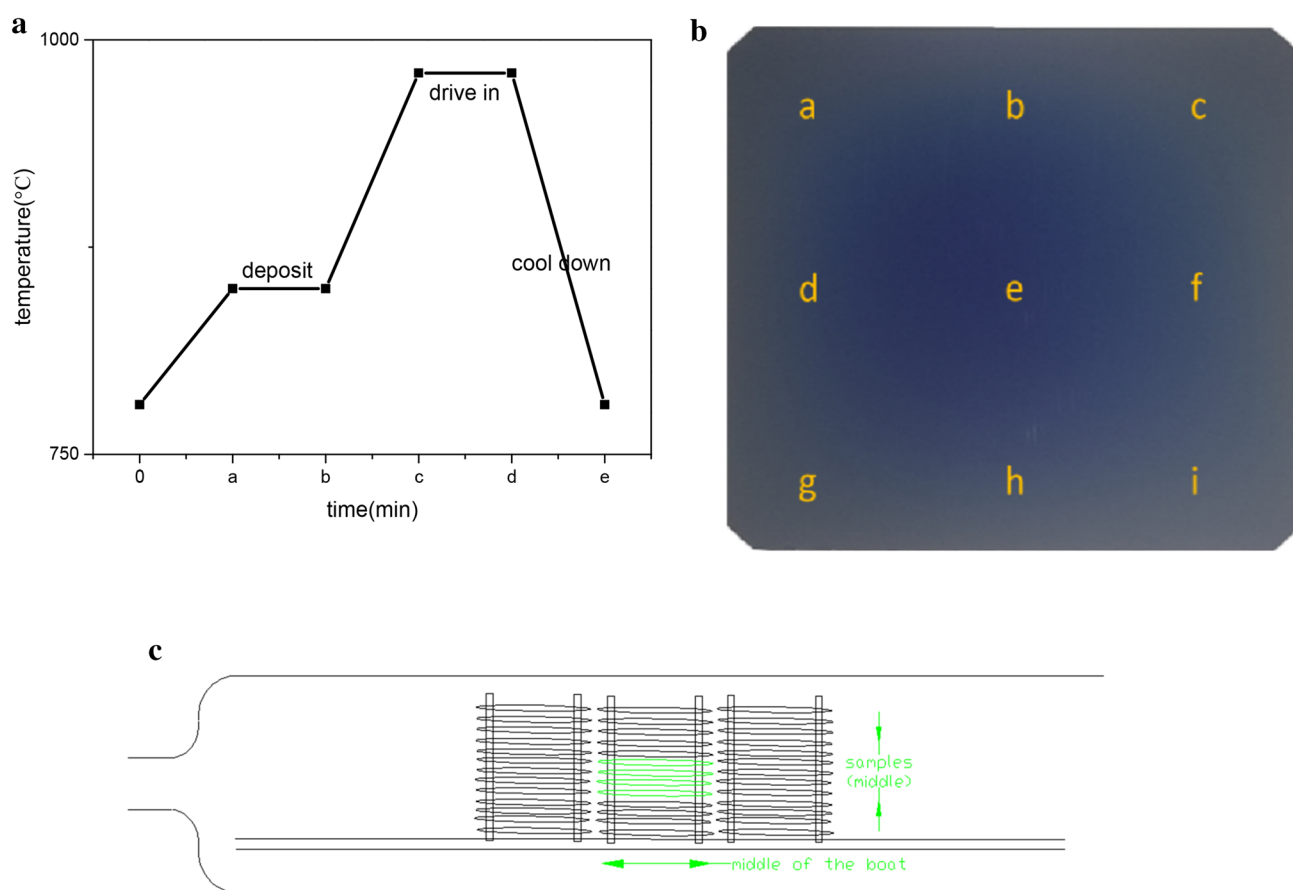 a
1000
drive in
temperature(°C)
deposit
cool down
750
0 a b c d e
time(min)
b
a b c
d e f
g h i
c
samples
(middle)
middle of the boat